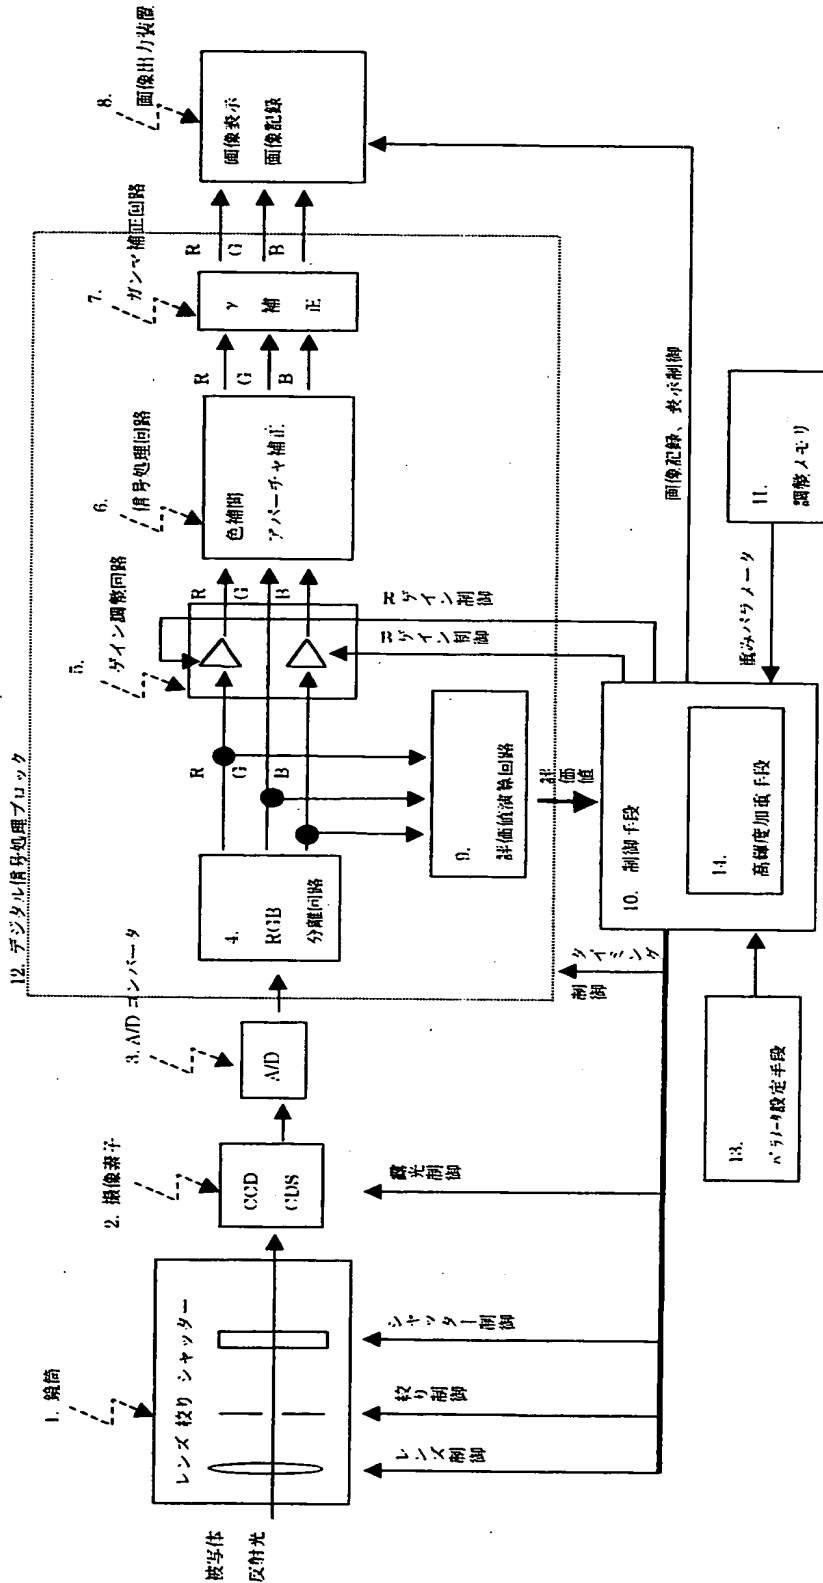 12. デジタル信号処理ブロック
1. 鏡筒
レンズ 絞り シャッター
被写体
反射光
2. 撮像素子
CCD
CDS
3. A/D コンバータ
A/D
4.
RGB
分離回路
R
G
B
5.
ゲイン調整回路
R
G
B
6.
信号処理回路
色補間
アパーチャ補正
R
G
B
7.
ガンマ補正回路
γ
補
正
R
G
B
8.
画像出力装置
画像表示
画像記録
9.
評価値演算回路
評価値
ゲイン制御
ゲイン制御
レンズ制御
絞り制御
シャッター制御
露光制御
タイミング制御
画像記録、表示制御
10. 制御手段
14.
高輝度加重手段
重みパラメータ
11.
調整メモリ
13.
パラメータ設定手段